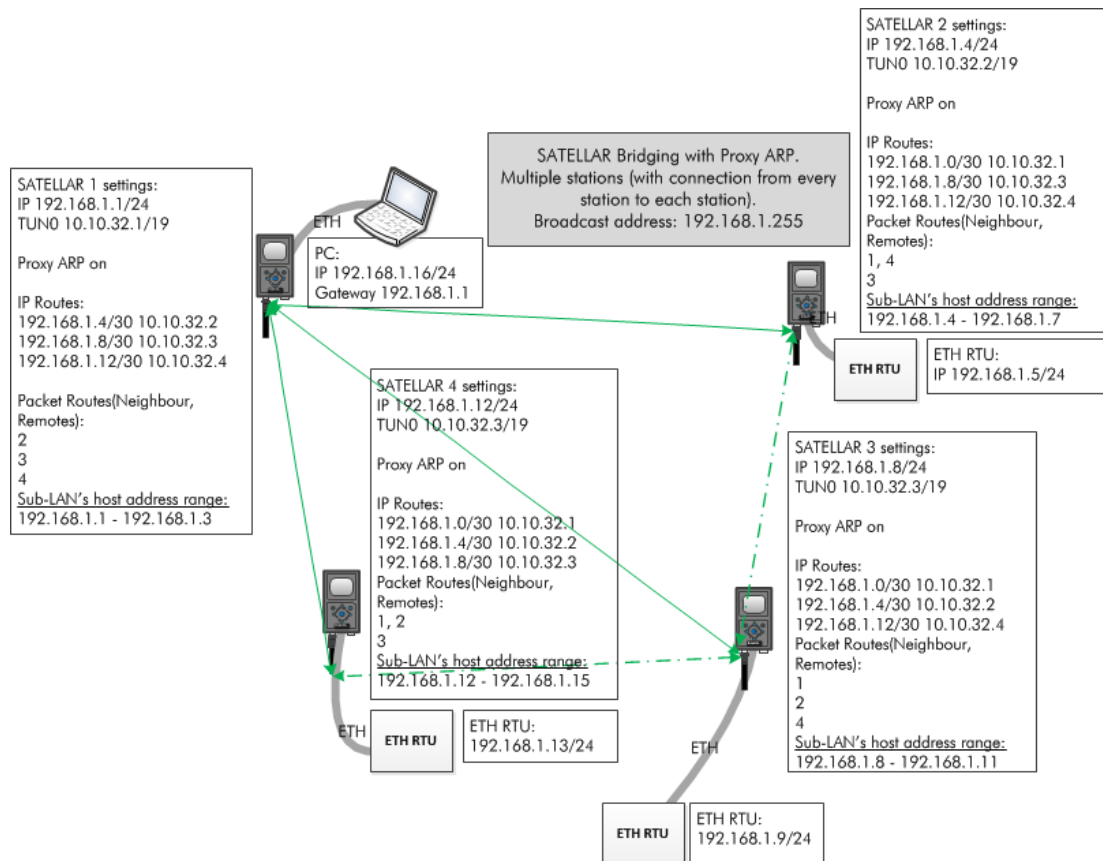 SATELLAR 2 settings:
IP 192.168.1.4/24
TUN0 10.10.32.2/19
Proxy ARP on
IP Routes:
192.168.1.0/30 10.10.32.1
192.168.1.8/30 10.10.32.3
192.168.1.12/30 10.10.32.4
Packet Routes(Neighbour,
Remotes):
1, 4
3
Sub-LAN's host address range:
192.168.1.4 - 192.168.1.7
SATELLAR Bridging with Proxy ARP.
Multiple stations (with connection from every
station to each station).
Broadcast address: 192.168.1.255
SATELLAR 1 settings:
IP 192.168.1.1/24
TUN0 10.10.32.1/19
Proxy ARP on
IP Routes:
192.168.1.4/30 10.10.32.2
192.168.1.8/30 10.10.32.3
192.168.1.12/30 10.10.32.4
Packet Routes(Neighbour,
Remotes):
2
3
4
Sub-LAN's host address range:
192.168.1.1 - 192.168.1.3
ETH
PC:
IP 192.168.1.16/24
Gateway 192.168.1.1
ETH
ETH RTU
ETH RTU:
IP 192.168.1.5/24
SATELLAR 4 settings:
IP 192.168.1.12/24
TUN0 10.10.32.3/19
Proxy ARP on
IP Routes:
192.168.1.0/30 10.10.32.1
192.168.1.4/30 10.10.32.2
192.168.1.8/30 10.10.32.3
Packet Routes(Neighbour,
Remotes):
1, 2
3
Sub-LAN's host address range:
192.168.1.12 - 192.168.1.15
SATELLAR 3 settings:
IP 192.168.1.8/24
TUN0 10.10.32.3/19
Proxy ARP on
IP Routes:
192.168.1.0/30 10.10.32.1
192.168.1.4/30 10.10.32.2
192.168.1.12/30 10.10.32.4
Packet Routes(Neighbour,
Remotes):
1
2
4
Sub-LAN's host address range:
192.168.1.8 - 192.168.1.11
ETH
ETH RTU
ETH RTU:
192.168.1.13/24
ETH
ETH RTU
ETH RTU:
192.168.1.9/24